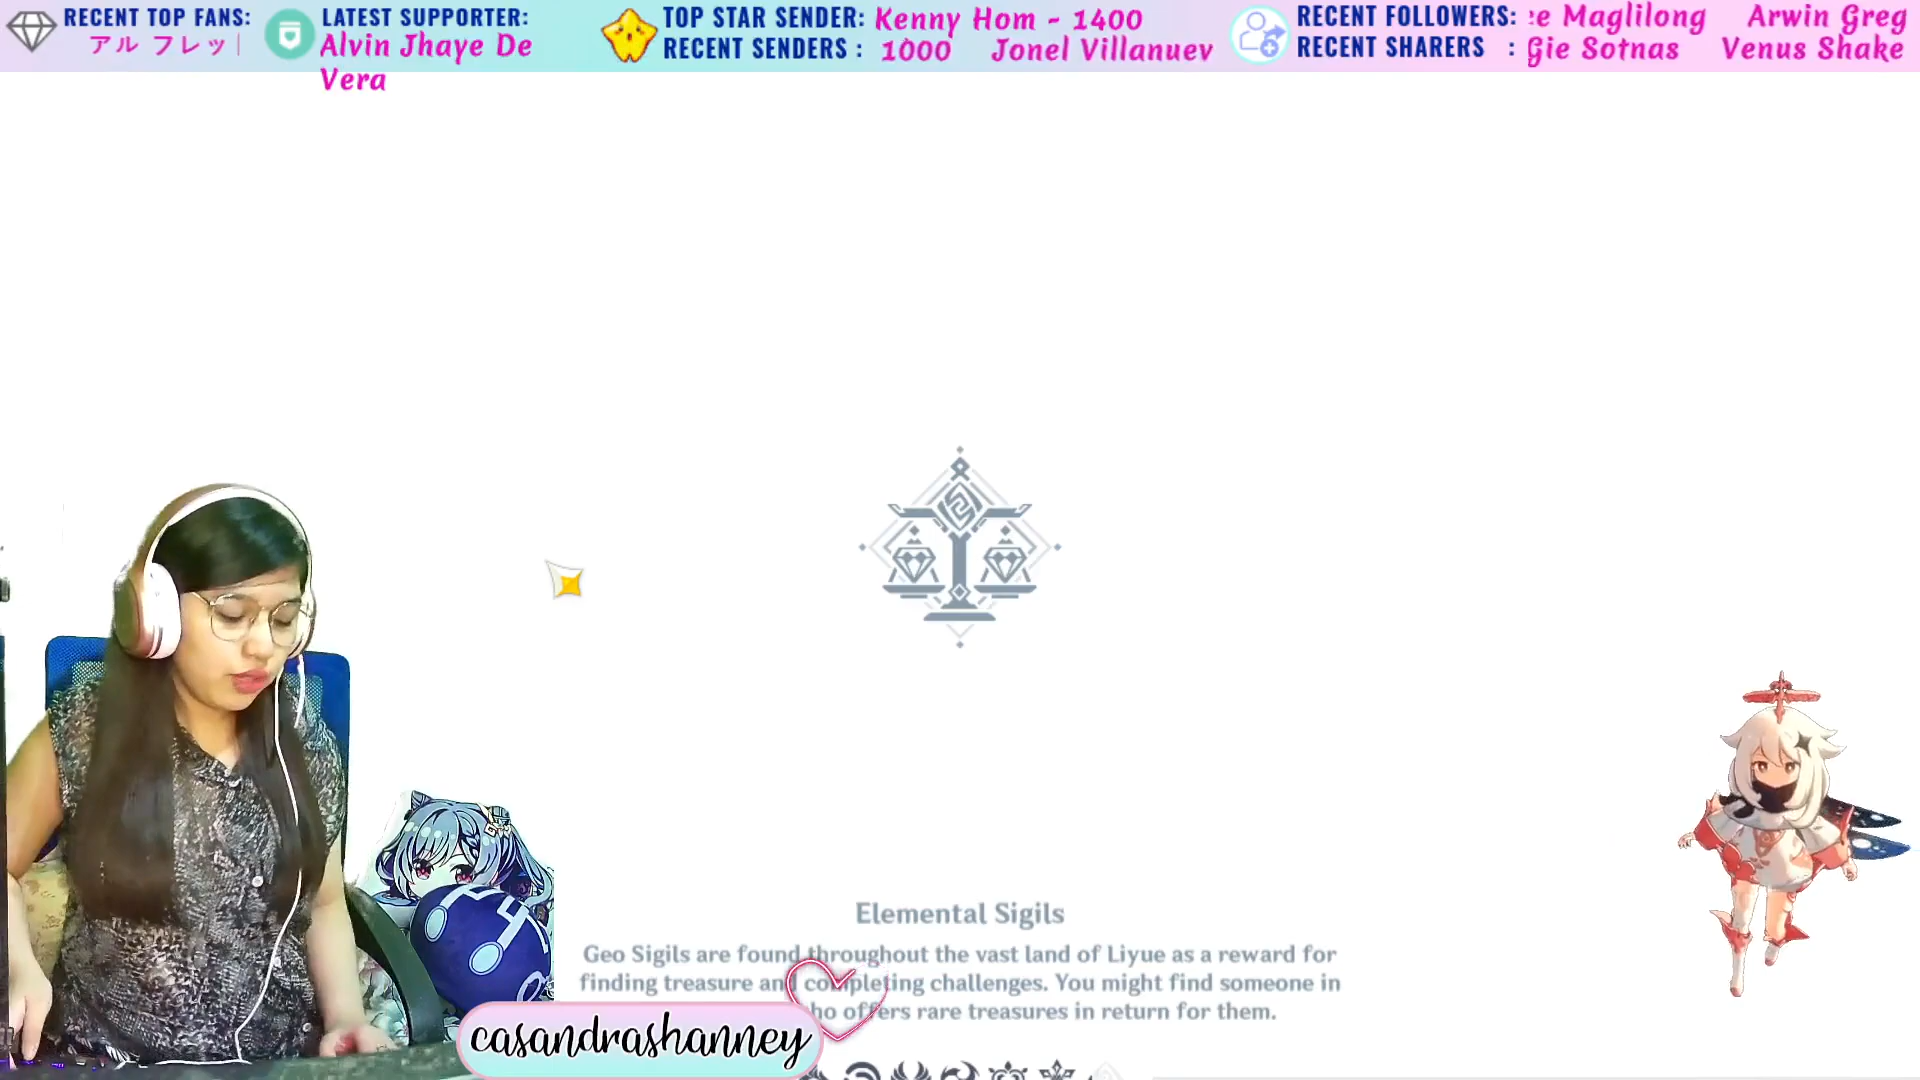 RECENT TOP FANS:
アル フレッ
LATEST SUPPORTER:
Alvin Jhaye De
Vera
TOP STAR SENDER: Kenny Hom - 1400
RECENT SENDERS : 1000 Jonel Villanuev
RECENT FOLLOWERS: Maglilong Arwin Greg
RECENT SHARERS : Gie Sotnas Venus Shake
Elemental Sigils
Geo Sigils are found throughout the vast land of Liyue as a reward for
finding treasure and completing challenges. You might find someone in
offers rare treasures in return for them.
casandrashanney